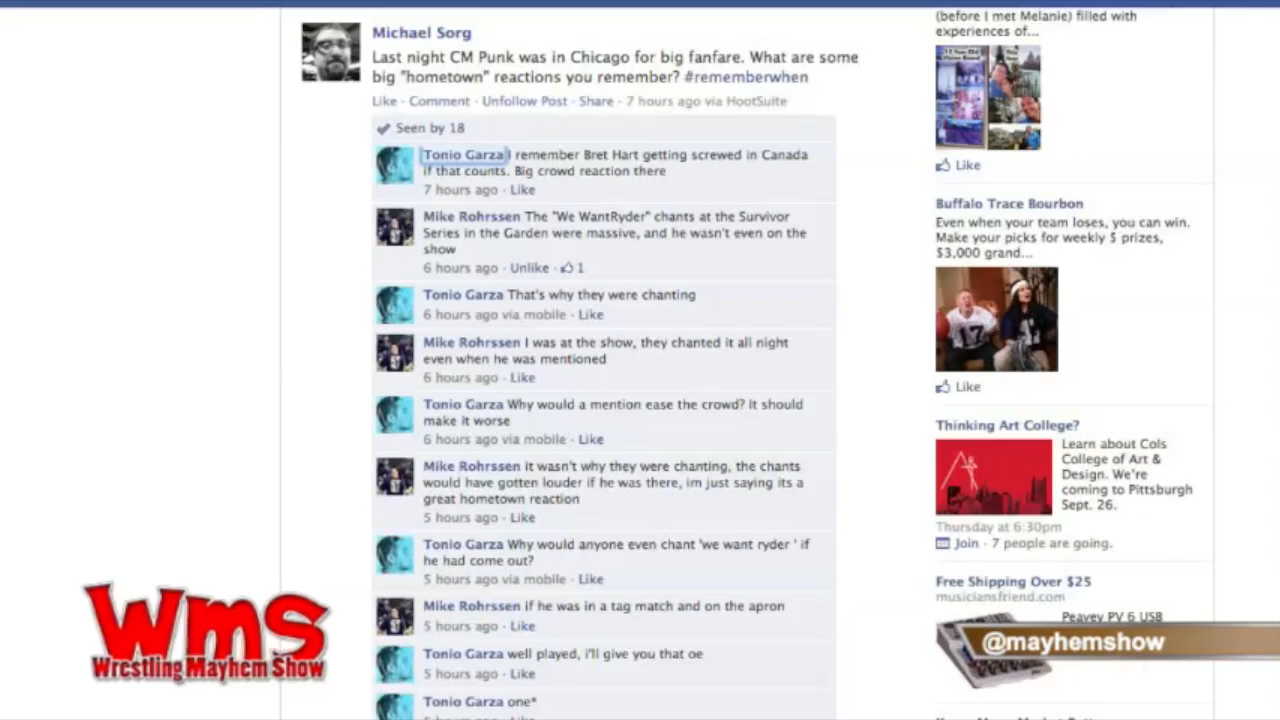 Michael Sorg
Last night CM Punk was in Chicago for big fanfare. What are some
big "hometown" reactions you remember? #rememberwhen
Like · Comment · Unfollow Post · Share · 7 hours ago via HootSuite
Seen by 18
Tonio Garza I remember Bret Hart getting screwed in Canada
if that counts. Big crowd reaction there
7 hours ago · Like
Mike Rohrssen The "We WantRyder" chants at the Survivor
Series in the Garden were massive, and he wasn't even on the
show
6 hours ago · Unlike · 1
Tonio Garza That's why they were chanting
6 hours ago via mobile · Like
Mike Rohrssen I was at the show, they chanted it all night
even when he was mentioned
6 hours ago · Like
Tonio Garza Why would a mention ease the crowd? It should
make it worse
6 hours ago via mobile · Like
Mike Rohrssen it wasn't why they were chanting, the chants
would have gotten louder if he was there, im just saying its a
great hometown reaction
5 hours ago · Like
Tonio Garza Why would anyone even chant 'we want ryder ' if
he had come out?
5 hours ago via mobile · Like
Mike Rohrssen if he was in a tag match and on the apron
5 hours ago · Like
Tonio Garza well played, i'll give you that oe
5 hours ago · Like
Tonio Garza one*
(before I met Melanie) filled with
experiences of...
Like
Buffalo Trace Bourbon
Even when your team loses, you can win.
Make your picks for weekly $ prizes,
$3,000 grand...
17
Like
Thinking Art College?
Learn about Cols
College of Art &
Design. We're
coming to Pittsburgh
Sept. 26.
Thursday at 6:30pm
Join · 7 people are going.
Free Shipping Over $25
musiciansfriend.com
Peavey PV 6 USB
@mayhemshow
wms
Wrestling Mayhem Show